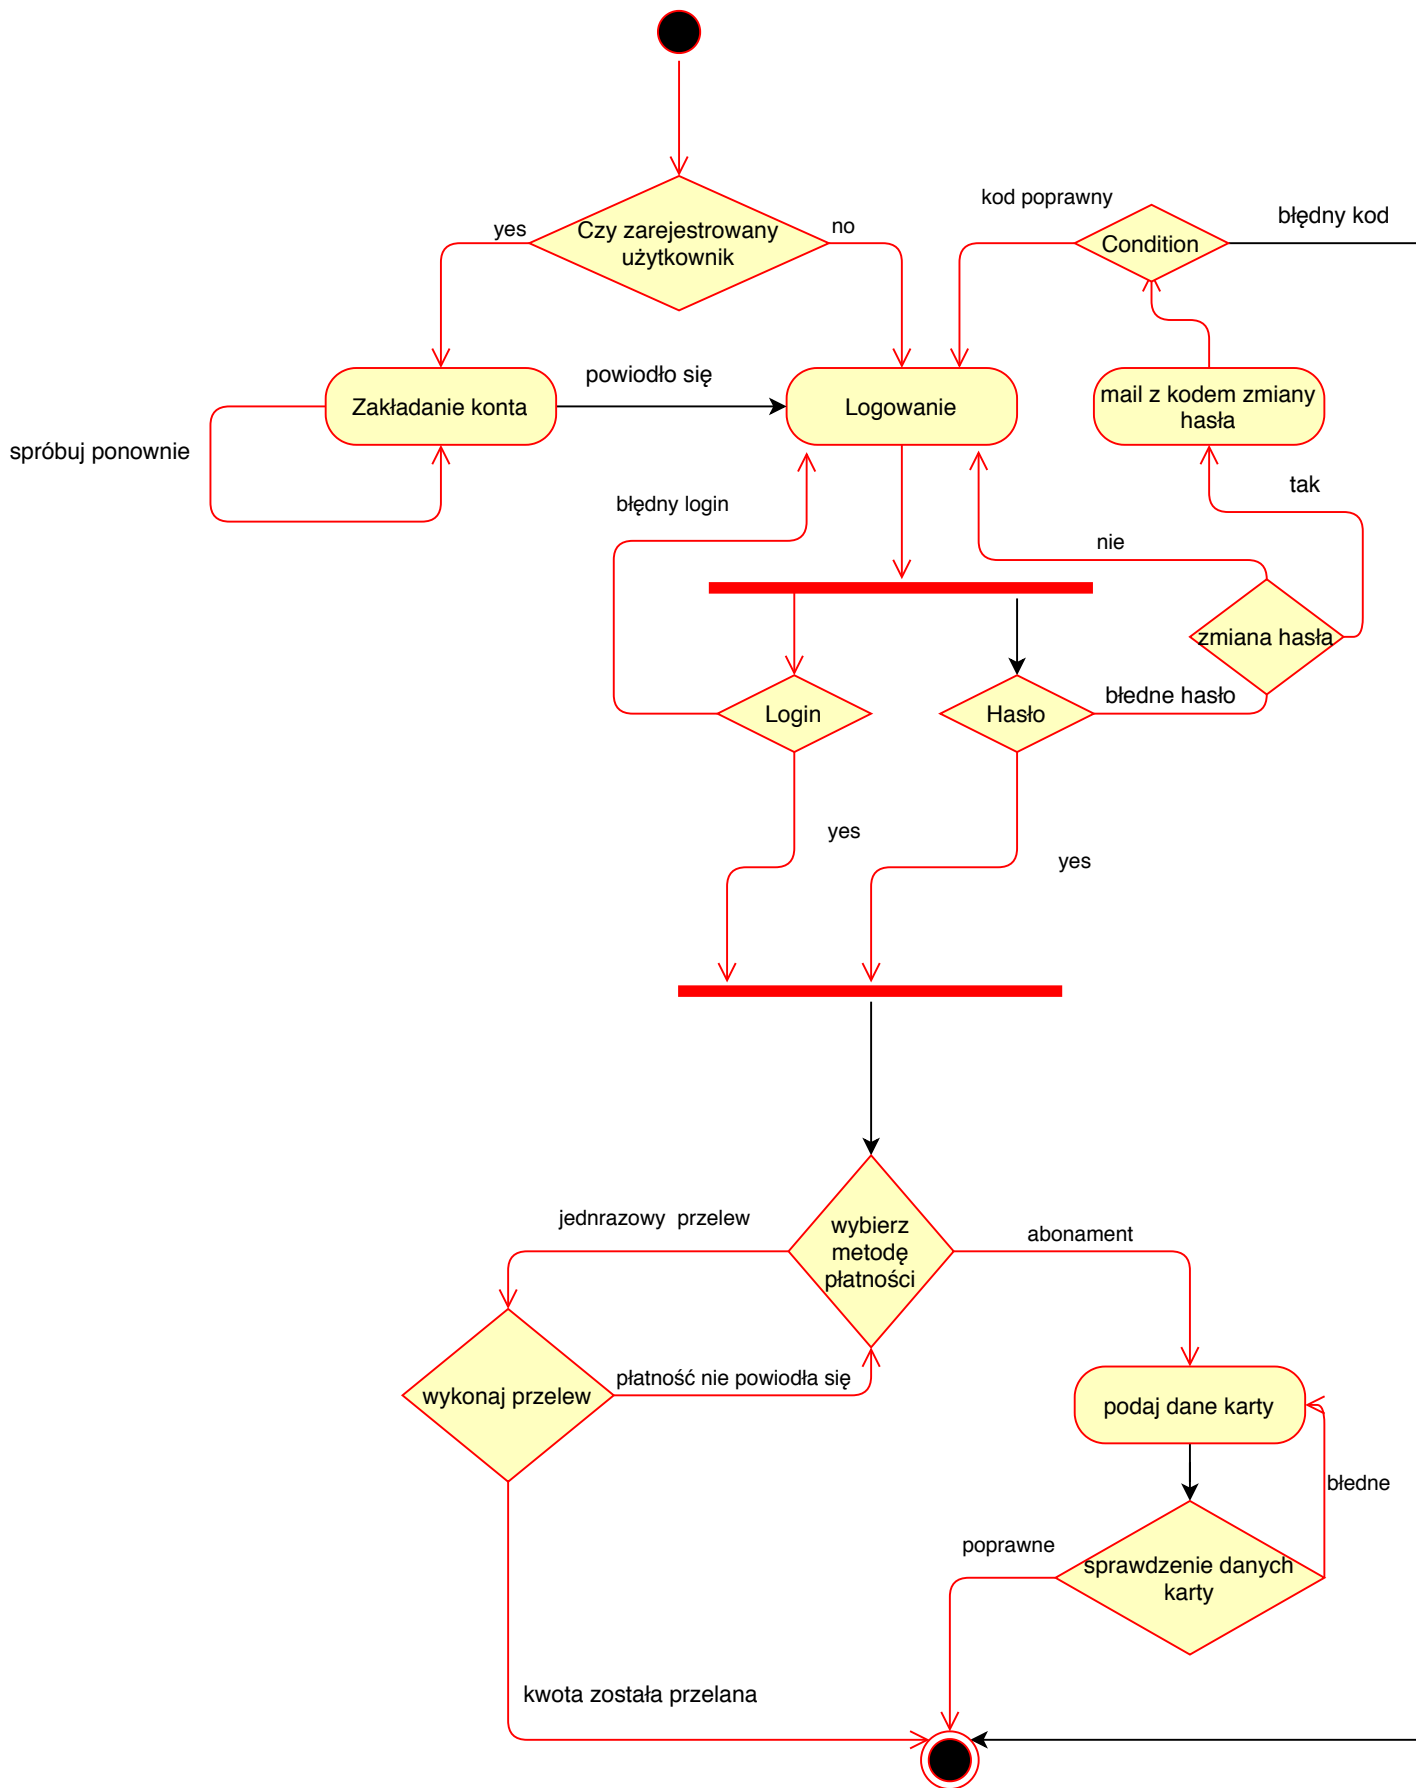 kod poprawny
błędny kod
yes
Czy zarejestrowany
użytkownik
no
Condition
powiodło się
Zakładanie konta
Logowanie
mail z kodem zmiany
hasła
spróbuj ponownie
błędny login
tak
nie
zmiana hasła
Login
Hasło
błedne hasło
yes
yes
jednrazowy  przelew
wybierz
metodę
płatności
abonament
wykonaj przelew
płatność nie powiodła się
podaj dane karty
błedne
poprawne
sprawdzenie danych
karty
kwota została przelana